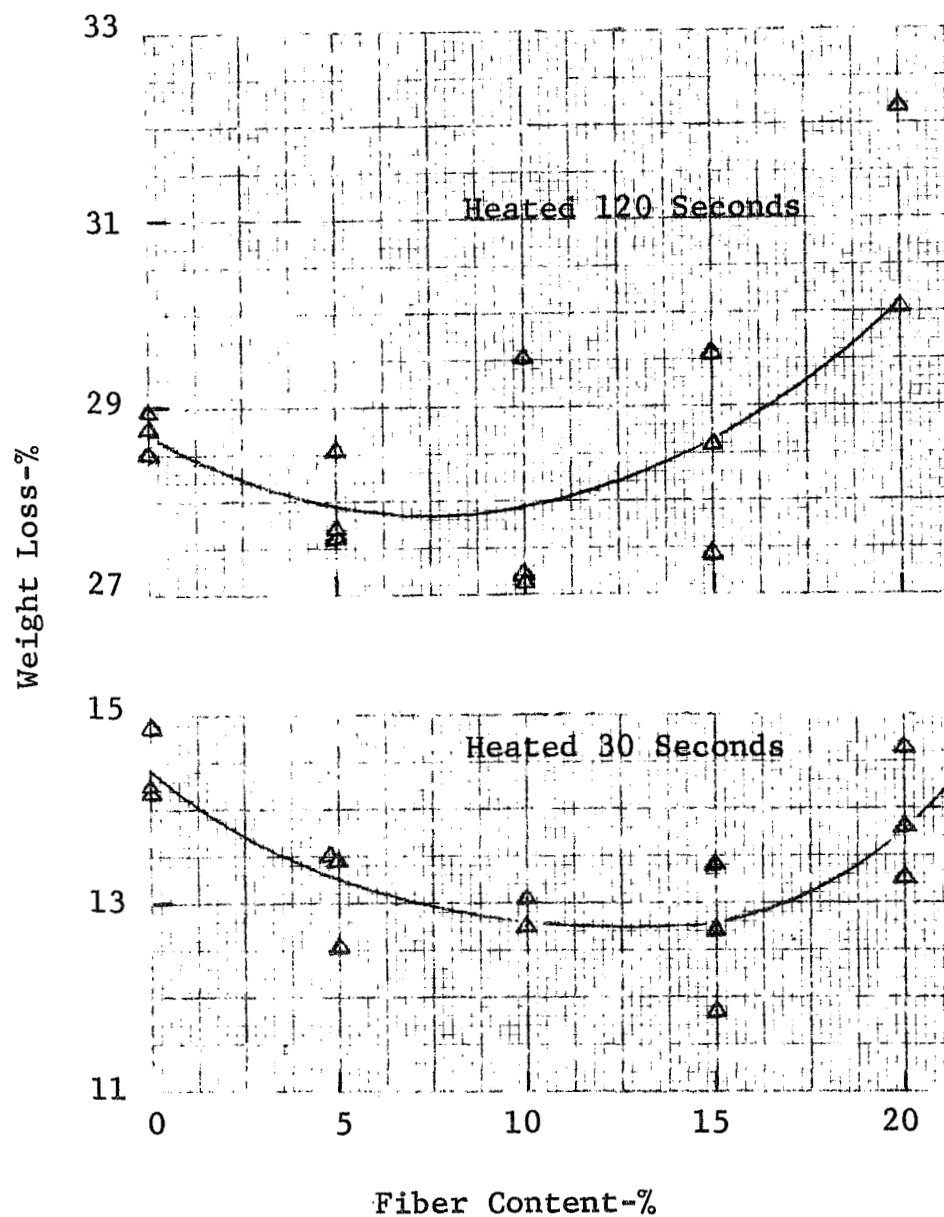 33
Heated 120 Seconds
31
29
27
Weight Loss-%
15
Heated 30 Seconds
13
11
0 5 10 15 20
Fiber Content-%